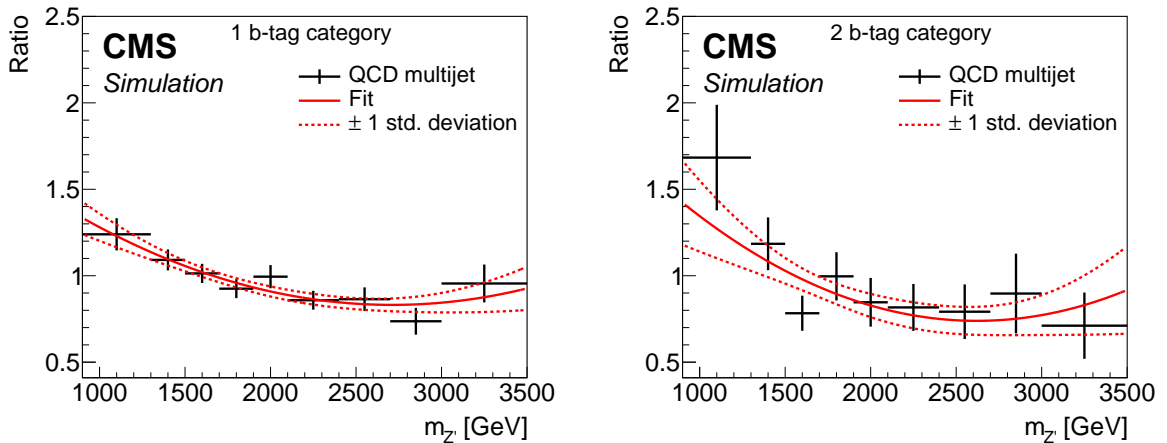 1 b-tag category
CMS
Simulation
QCD multijet
Fit
± 1 std. deviation
Ratio
2.5
2
1.5
1
0.5
1000 1500 2000 2500 3000 3500
m_Z' [GeV]
2 b-tag category
CMS
Simulation
QCD multijet
Fit
± 1 std. deviation
Ratio
2.5
2
1.5
1
0.5
1000 1500 2000 2500 3000 3500
m_Z' [GeV]